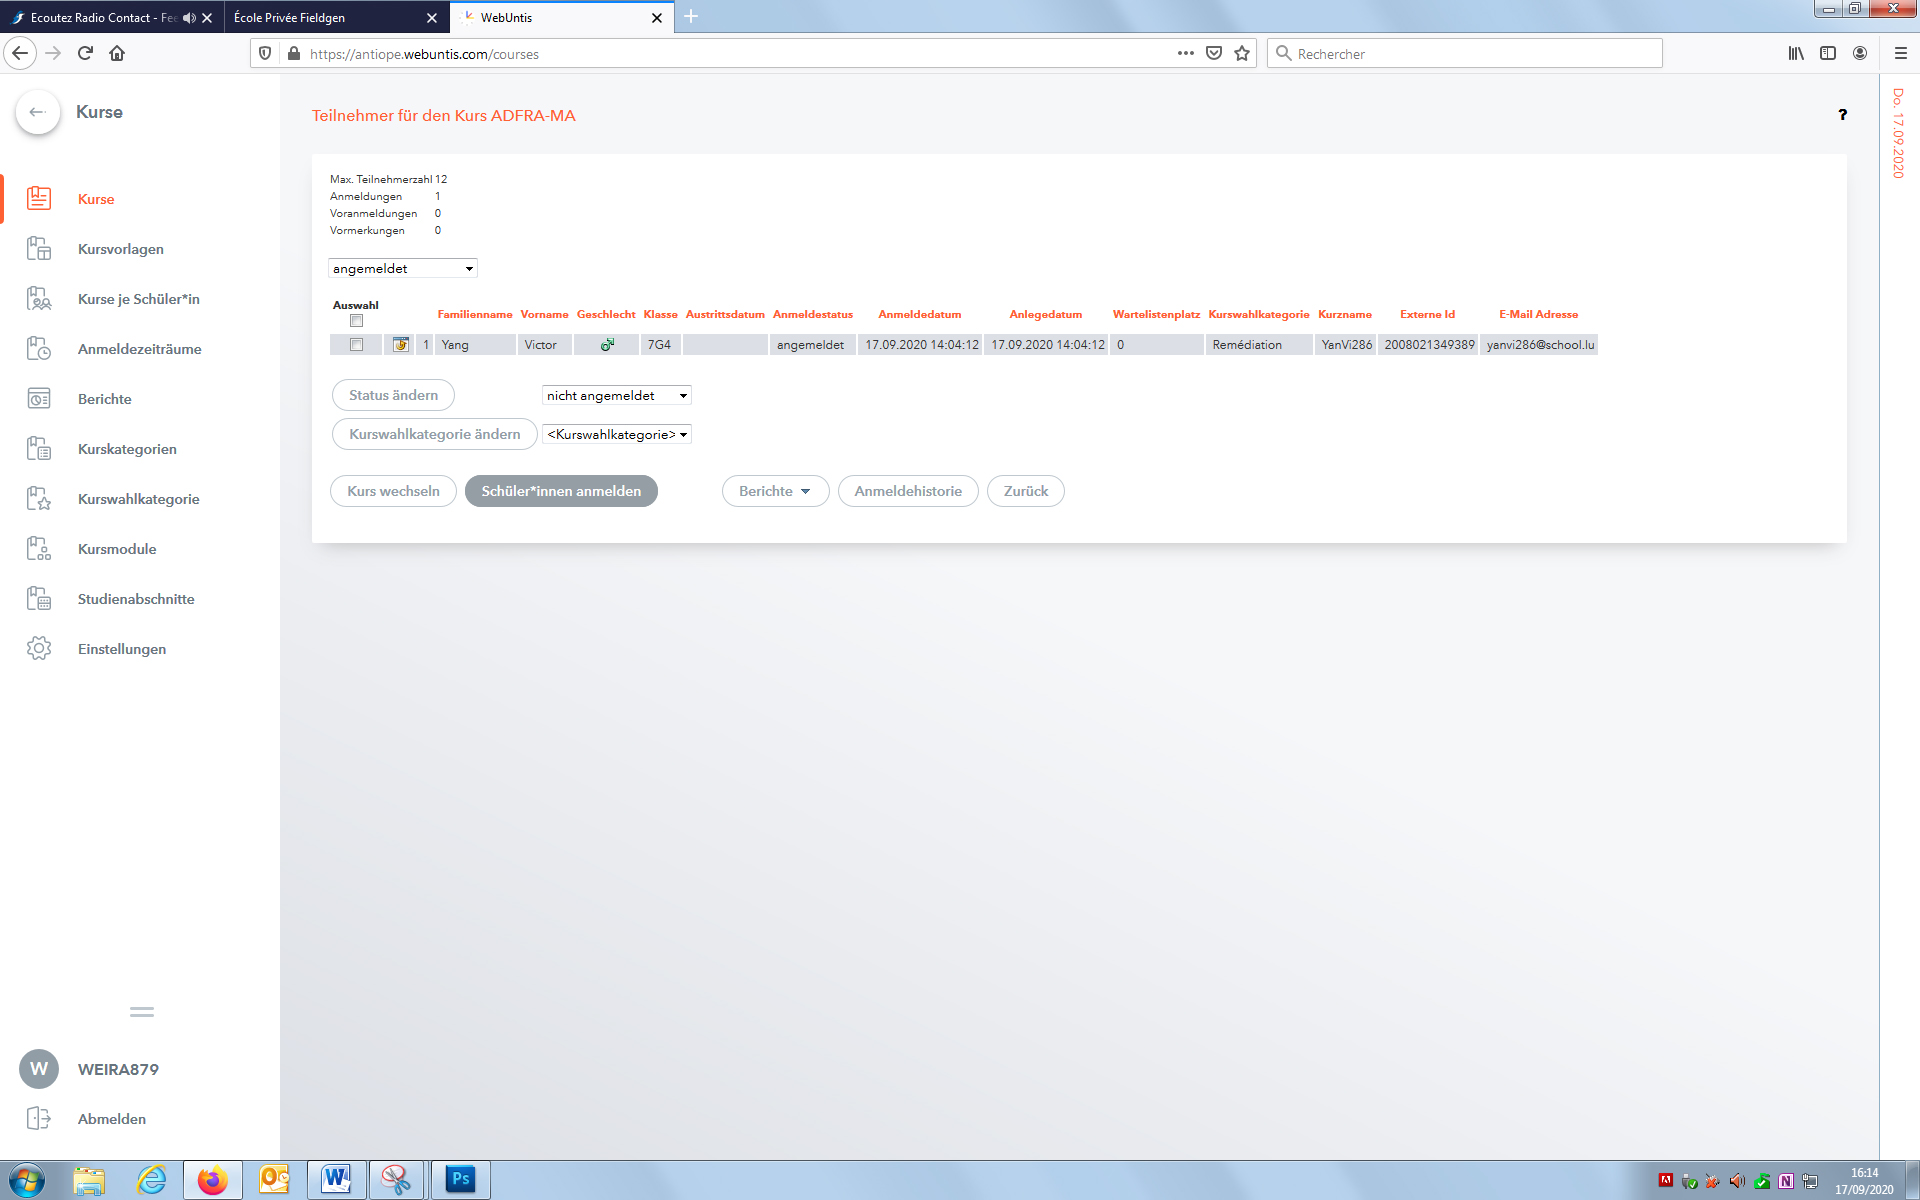 Ecoutez Radio Contact - Fee
École Privée Fieldgen
WebUntis
https://antiope.webuntis.com/courses
Rechercher
Kurse
Teilnehmer für den Kurs ADFRA-MA
?
Do. 17.09.2020
Kurse
Kursvorlagen
Kurse je Schüler*in
Anmeldezeiträume
Berichte
Kurskategorien
Kurswahlkategorie
Kursmodule
Studienabschnitte
Einstellungen
Max. Teilnehmerzahl 12
Anmeldungen 1
Voranmeldungen 0
Vormerkungen 0
angemeldet
Auswahl Familienname Vorname Geschlecht Klasse Austrittsdatum Anmeldestatus Anmeldedatum Anlegedatum Wartelistenplatz Kurswahlkategorie Kurzname Externe Id E-Mail Adresse
1 Yang Victor 7G4 angemeldet 17.09.2020 14:04:12 17.09.2020 14:04:12 0 Remédiation YanVi286 2008021349389 yanvi286@school.lu
Status ändern nicht angemeldet
Kurswahlkategorie ändern <Kurswahlkategorie>
Kurs wechseln Schüler*innen anmelden Berichte Anmeldehistorie Zurück
W WEIRA879
Abmelden
W
Ps
N
16:14
17/09/2020